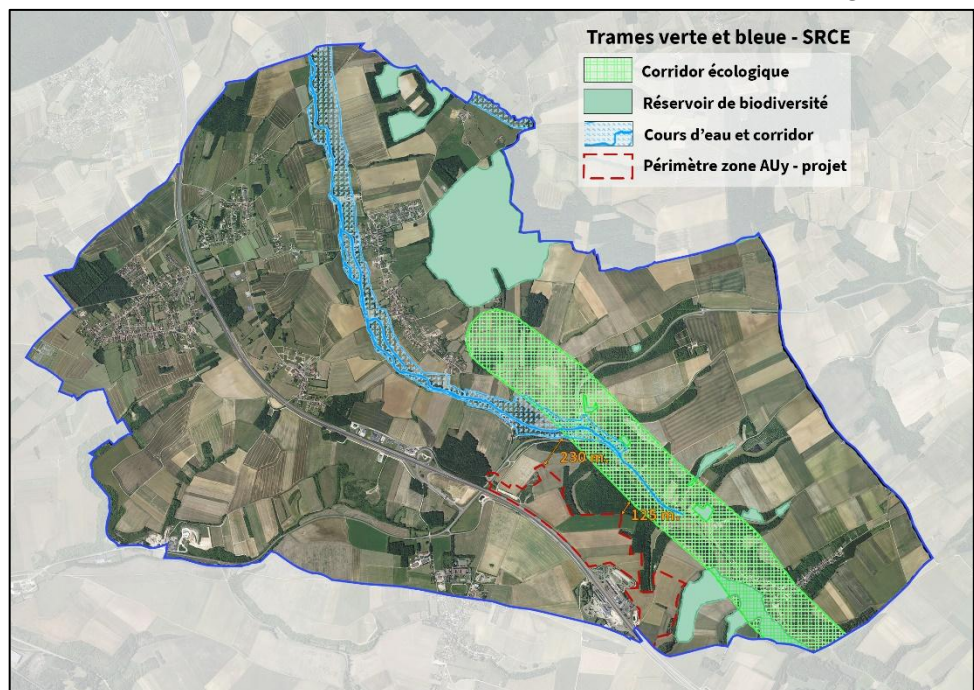 Trames verte et bleue - SRCE
Corridor écologique
Réservoir de biodiversité
Cours d'eau et corridor
Périmètre zone AUy - projet
230 m.
125 m.